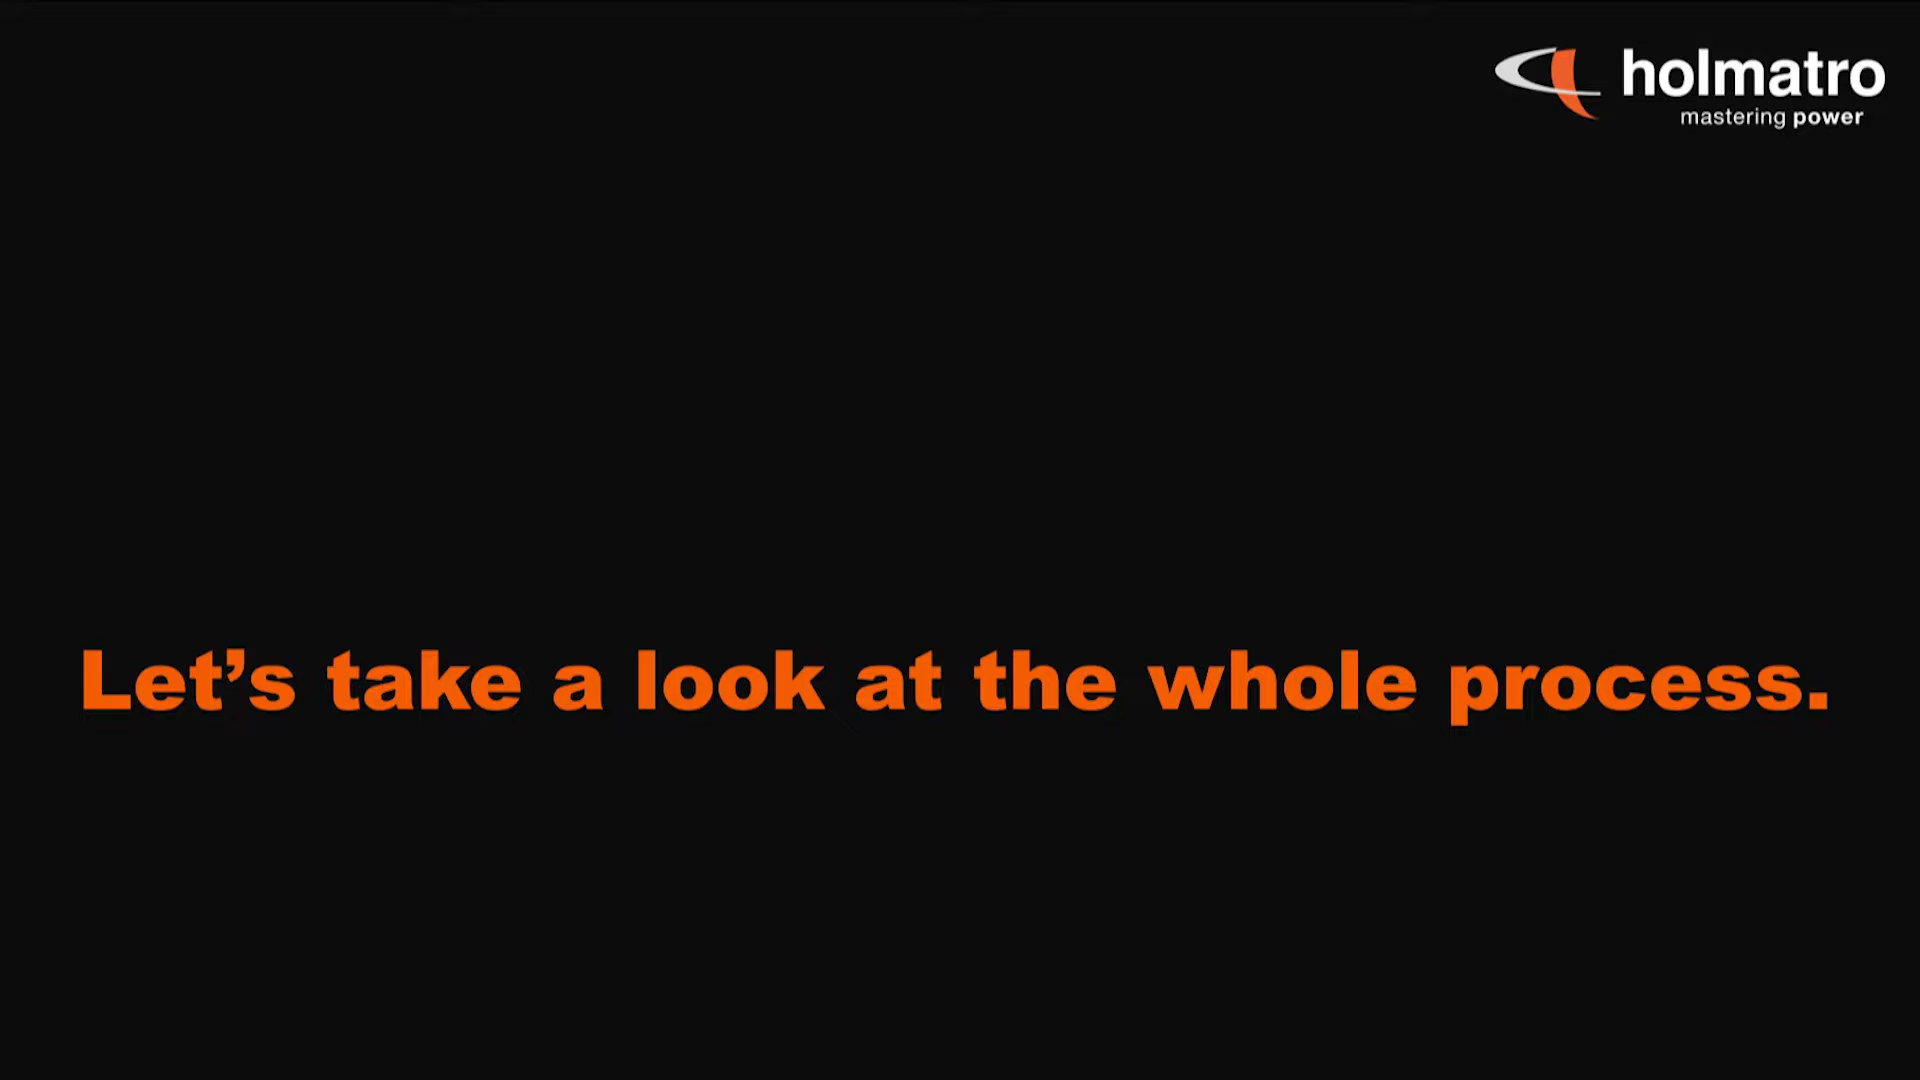 holmatro
mastering power
Let’s take a look at the whole process.